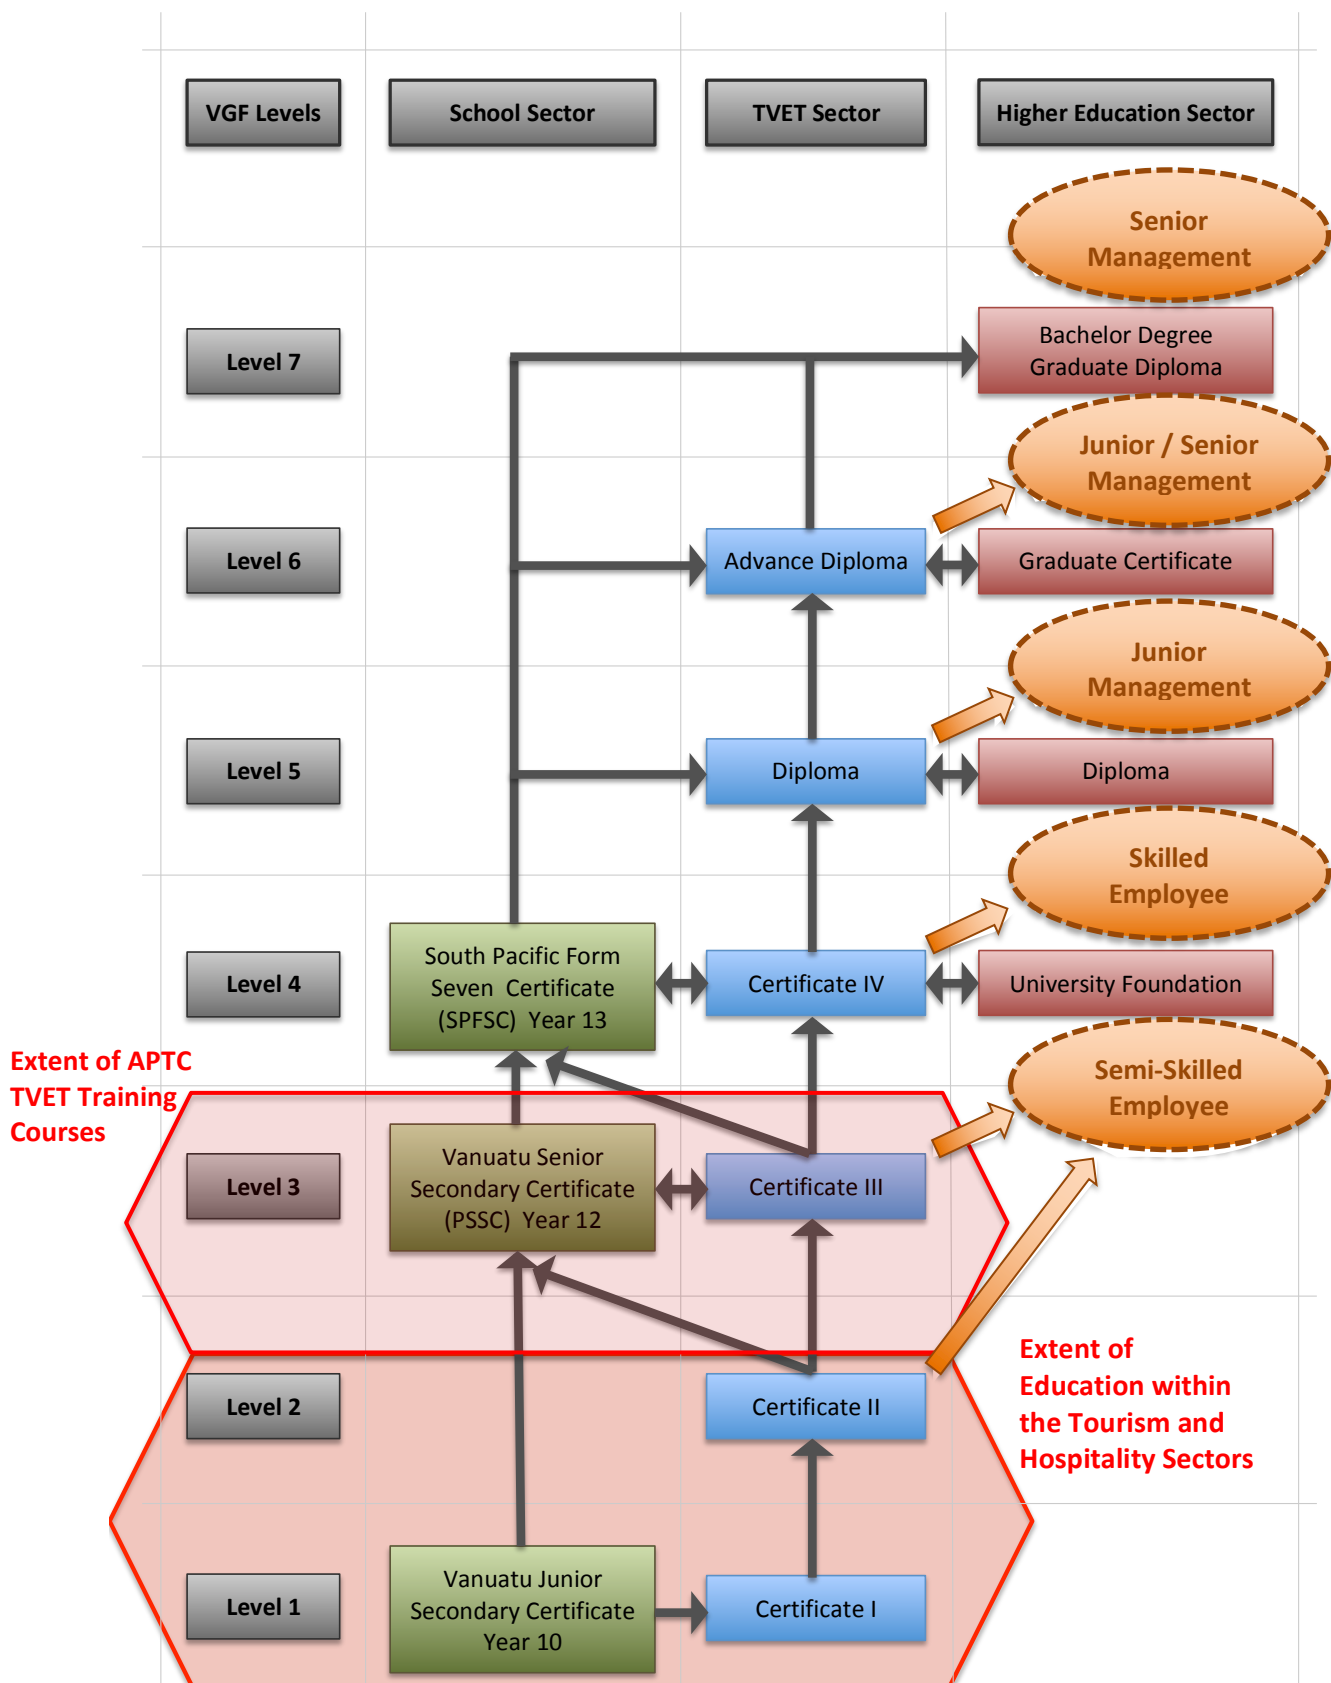 VGF Levels
School Sector
TVET Sector
Higher Education Sector
Senior
Management
Level 7
Bachelor Degree
Graduate Diploma
Junior / Senior
Management
Level 6
Advance Diploma
Graduate Certificate
Junior
Management
Level 5
Diploma
Diploma
Skilled
Employee
Level 4
South Pacific Form
Seven Certificate
(SPFSC) Year 13
Certificate IV
University Foundation
Extent of APTC
TVET Training
Courses
Semi-Skilled
Employee
Level 3
Vanuatu Senior
Secondary Certificate
(PSSC) Year 12
Certificate III
Extent of
Education within
the Tourism and
Hospitality Sectors
Level 2
Certificate II
Level 1
Vanuatu Junior
Secondary Certificate
Year 10
Certificate I